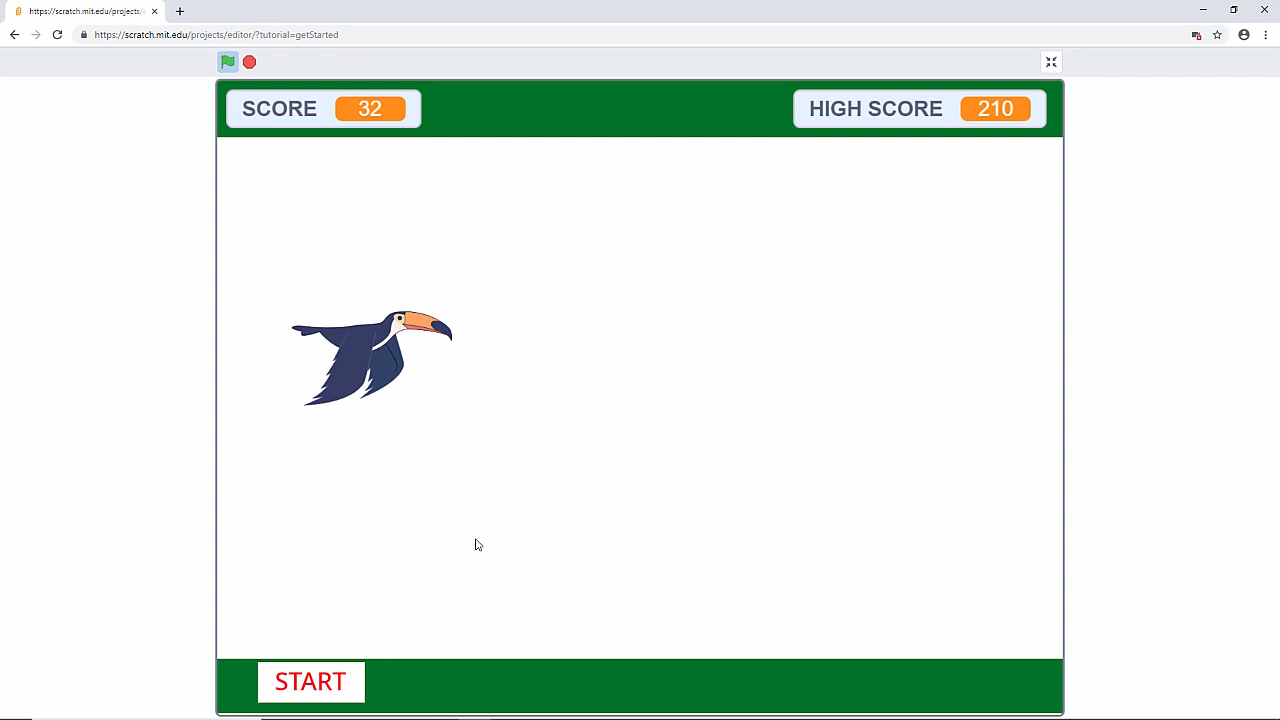 https://scratch.mit.edu/projects/
https://scratch.mit.edu/projects/editor/?tutorial=getStarted
SCORE 32
HIGH SCORE 210
START